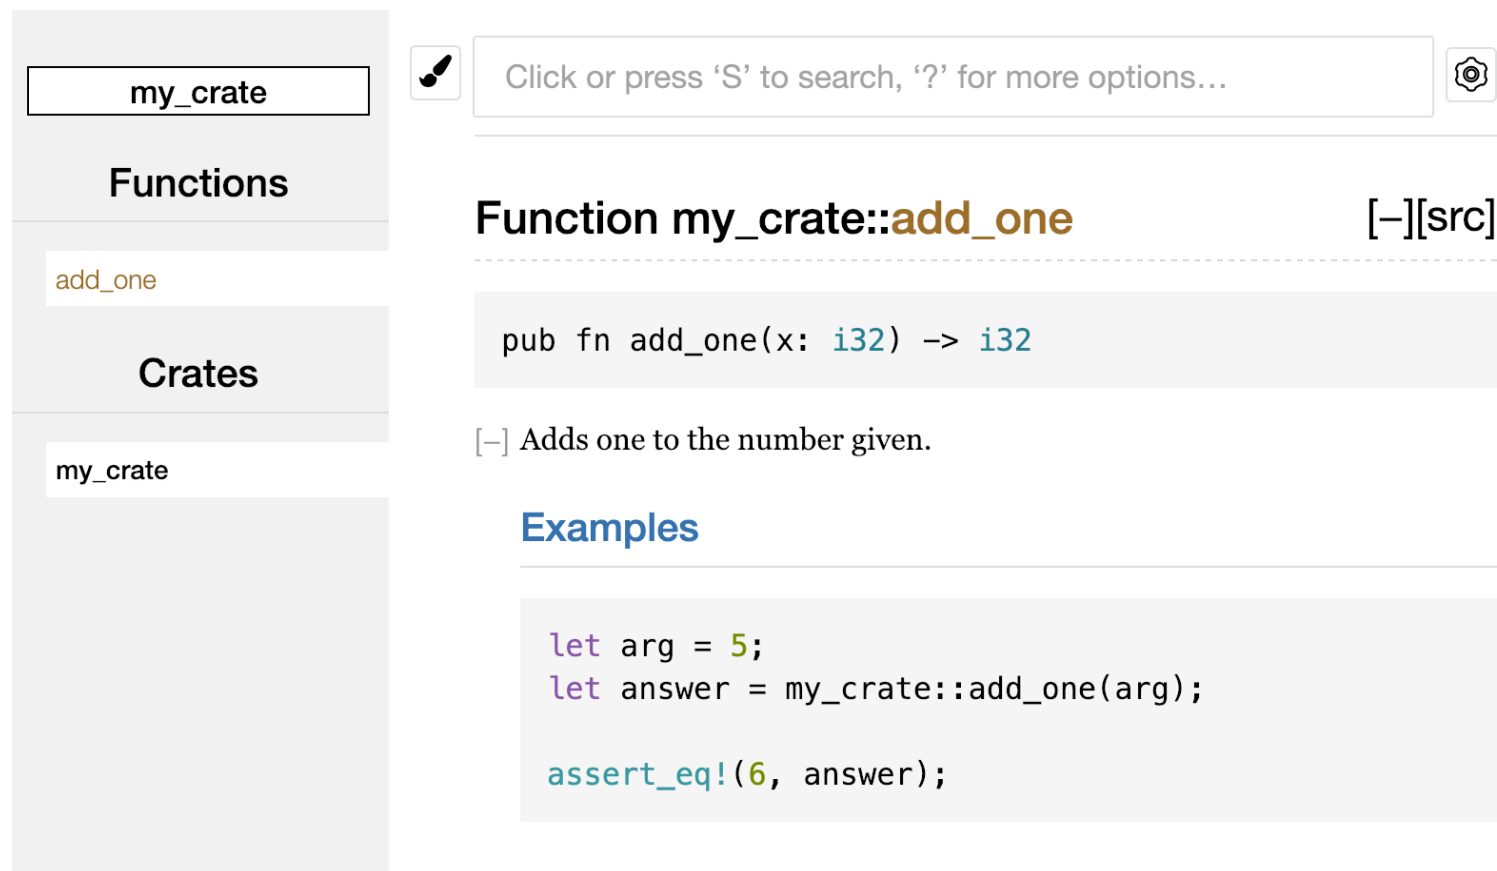 my_crate
Functions
add_one
Crates
my_crate
Click or press ‘S’ to search, ‘?’ for more options…
Function my_crate::add_one [−][src]
pub fn add_one(x: i32) -> i32
[−] Adds one to the number given.
Examples
let arg = 5;
let answer = my_crate::add_one(arg);
assert_eq!(6, answer);